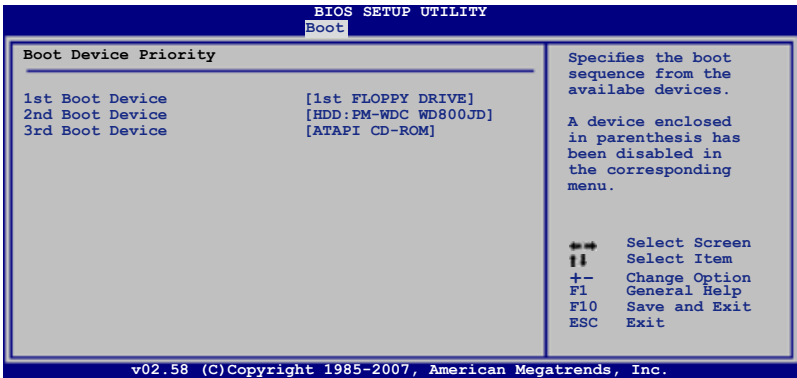 BIOS SETUP UTILITY
Boot
Boot Device Priority
1st Boot Device [1st FLOPPY DRIVE]
2nd Boot Device [HDD:PM-WDC WD800JD]
3rd Boot Device [ATAPI CD-ROM]
Specifies the boot
sequence from the
availabe devices.
A device enclosed
in parenthesis has
been disabled in
the corresponding
menu.
←→ Select Screen
↑↓ Select Item
+- Change Option
F1 General Help
F10 Save and Exit
ESC Exit
v02.58 (C)Copyright 1985-2007, American Megatrends, Inc.